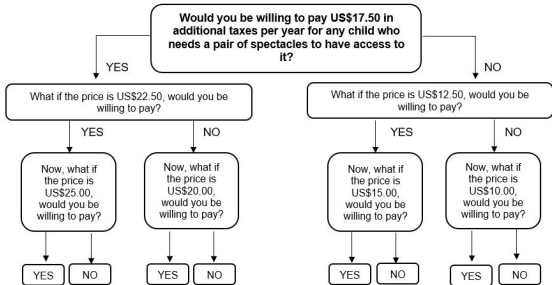 Would you be willing to pay US$17.50 in
additional taxes per year for any child who
needs a pair of spectacles to have access to
it?
YES
NO
What if the price is US$22.50, would you be
willing to pay?
What if the price is US$12.50, would you be
willing to pay?
YES
NO
YES
NO
Now, what if
the price is
US$25.00,
would you be
willing to pay?
Now, what if
the price is
US$20.00,
would you be
willing to pay?
Now, what if
the price is
US$15.00,
would you be
willing to pay?
Now, what if
the price is
US$10.00,
would you be
willing to pay?
YES
NO
YES
NO
YES
NO
YES
NO